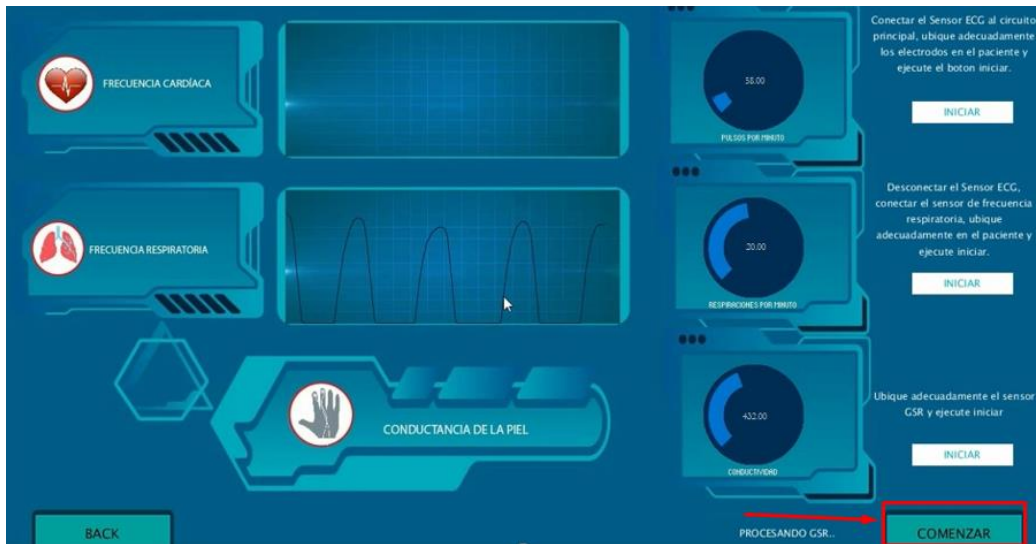 FRECUENCIA CARDÍACA
58.00
PULSOS POR MINUTO
Conectar el Sensor ECG al circuito
principal, ubique adecuadamente
los electrodos en el paciente y
ejecute el boton iniciar.
INICIAR
FRECUENCIA RESPIRATORIA
20.00
RESPIRACIONES POR MINUTO
Desconectar el Sensor ECG,
conectar el sensor de frecuencia
respiratoria, ubique
adecuadamente en el paciente y
ejecute iniciar.
INICIAR
CONDUCTANCIA DE LA PIEL
432.00
CONDUCTIVIDAD
Ubique adecuadamente el sensor
GSR y ejecute iniciar
INICIAR
BACK
PROCESANDO GSR..
COMENZAR